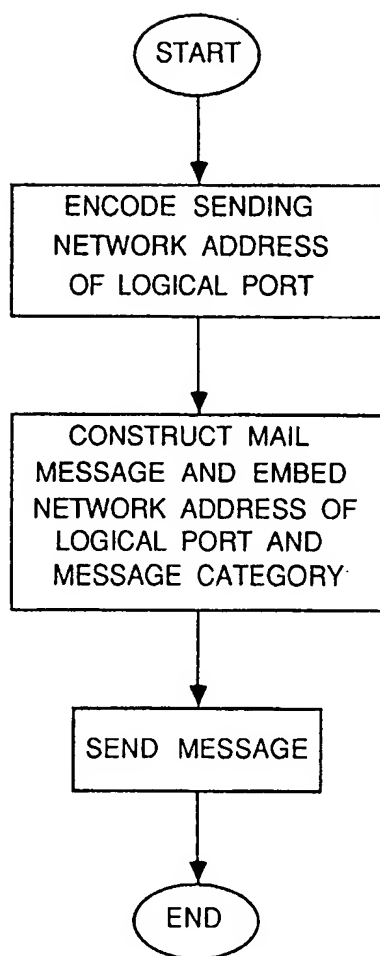 START
ENCODE SENDING
NETWORK ADDRESS
OF LOGICAL PORT
CONSTRUCT MAIL
MESSAGE AND EMBED
NETWORK ADDRESS OF
LOGICAL PORT AND
MESSAGE CATEGORY
SEND MESSAGE
END